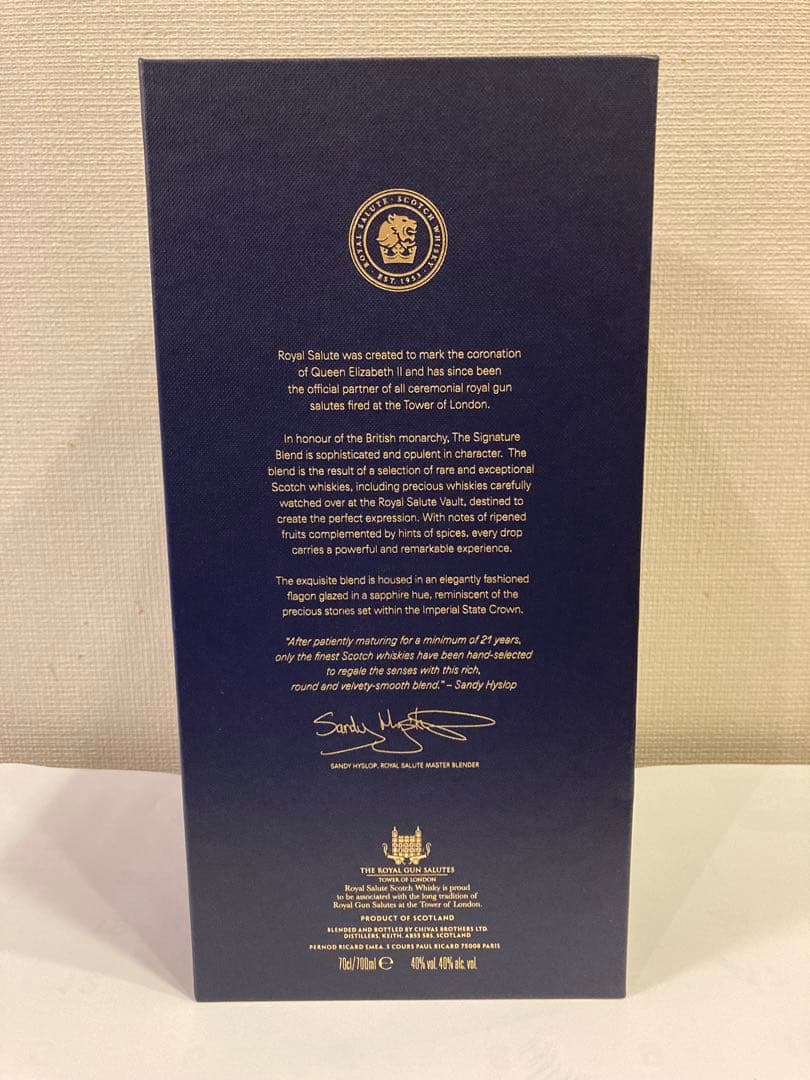 ROYAL SALUTE · SCOTCH WHISKY
· EST. 1953 ·
Royal Salute was created to mark the coronation
of Queen Elizabeth II and has since been
the official partner of all ceremonial royal gun
salutes fired at the Tower of London.
In honour of the British monarchy, The Signature
Blend is sophisticated and opulent in character. The
blend is the result of a selection of rare and exceptional
Scotch whiskies, including precious whiskies carefully
watched over at the Royal Salute Vault, destined to
create the perfect expression. With notes of ripened
fruits complemented by hints of spices, every drop
carries a powerful and remarkable experience.
The exquisite blend is housed in an elegantly fashioned
flagon glazed in a sapphire hue, reminiscent of the
precious stones set within the Imperial State Crown.
"After patiently maturing for a minimum of 21 years,
only the finest Scotch whiskies have been hand-selected
to regale the senses with this rich,
round and velvety-smooth blend." – Sandy Hyslop
Sandy Hyslop
SANDY HYSLOP, ROYAL SALUTE MASTER BLENDER
THE ROYAL GUN SALUTES
TOWER OF LONDON
Royal Salute Scotch Whisky is proud
to be associated with the long tradition of
Royal Gun Salutes at the Tower of London.
PRODUCT OF SCOTLAND
BLENDED AND BOTTLED BY CHIVAS BROTHERS LTD.
DISTILLERS, KEITH, AB55 5BS, SCOTLAND
PERNOD RICARD EMEA, 5 COURS PAUL RICARD 75008 PARIS
70cl/700ml ℮ 40% vol. 40% alc. vol.